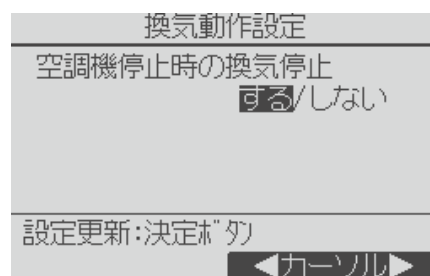 換気動作設定
空調機停止時の換気停止
する/しない
設定更新:決定ﾎﾞﾀﾝ
◀カーソル▶